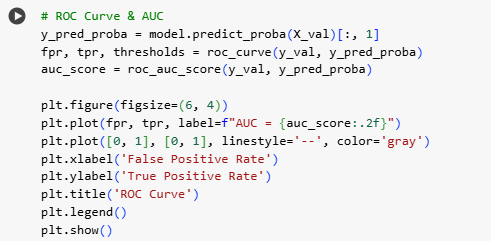 # ROC Curve & AUC
y_pred_proba = model.predict_proba(X_val)[:, 1]
fpr, tpr, thresholds = roc_curve(y_val, y_pred_proba)
auc_score = roc_auc_score(y_val, y_pred_proba)

plt.figure(figsize=(6, 4))
plt.plot(fpr, tpr, label=f"AUC = {auc_score:.2f}")
plt.plot([0, 1], [0, 1], linestyle='--', color='gray')
plt.xlabel('False Positive Rate')
plt.ylabel('True Positive Rate')
plt.title('ROC Curve')
plt.legend()
plt.show()